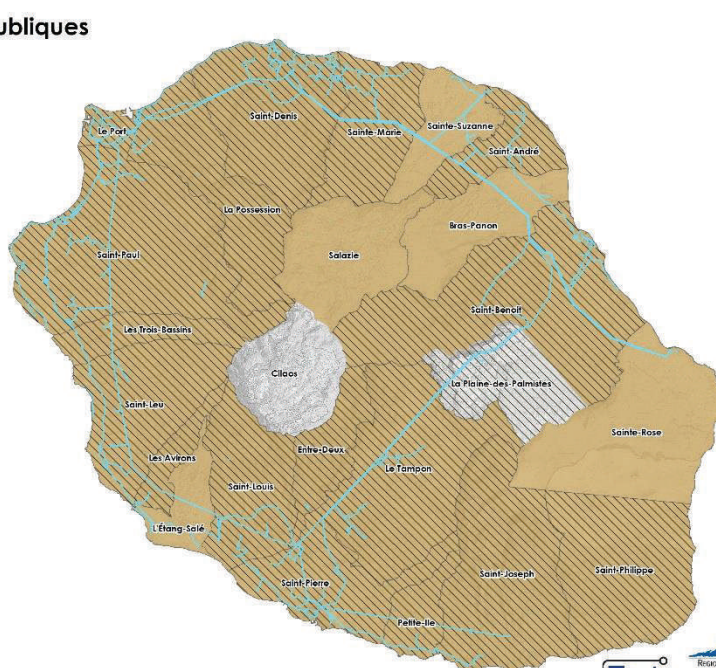 ubliques
Saint-Denis
Le Port
Sainte-Marie
Sainte-Suzanne
Saint-André
La Possession
Bras-Panon
Saint-Paul
Salazie
Saint-Benoit
Les Trois-Bassins
Cilaos
La Plaine-des-Palmistes
Saint-Leu
Sainte-Rose
Les Avirons
Entre-Deux
Le Tampon
Saint-Louis
L'Étang-Salé
Saint-Pierre
Saint-Joseph
Saint-Philippe
Petite-Ile